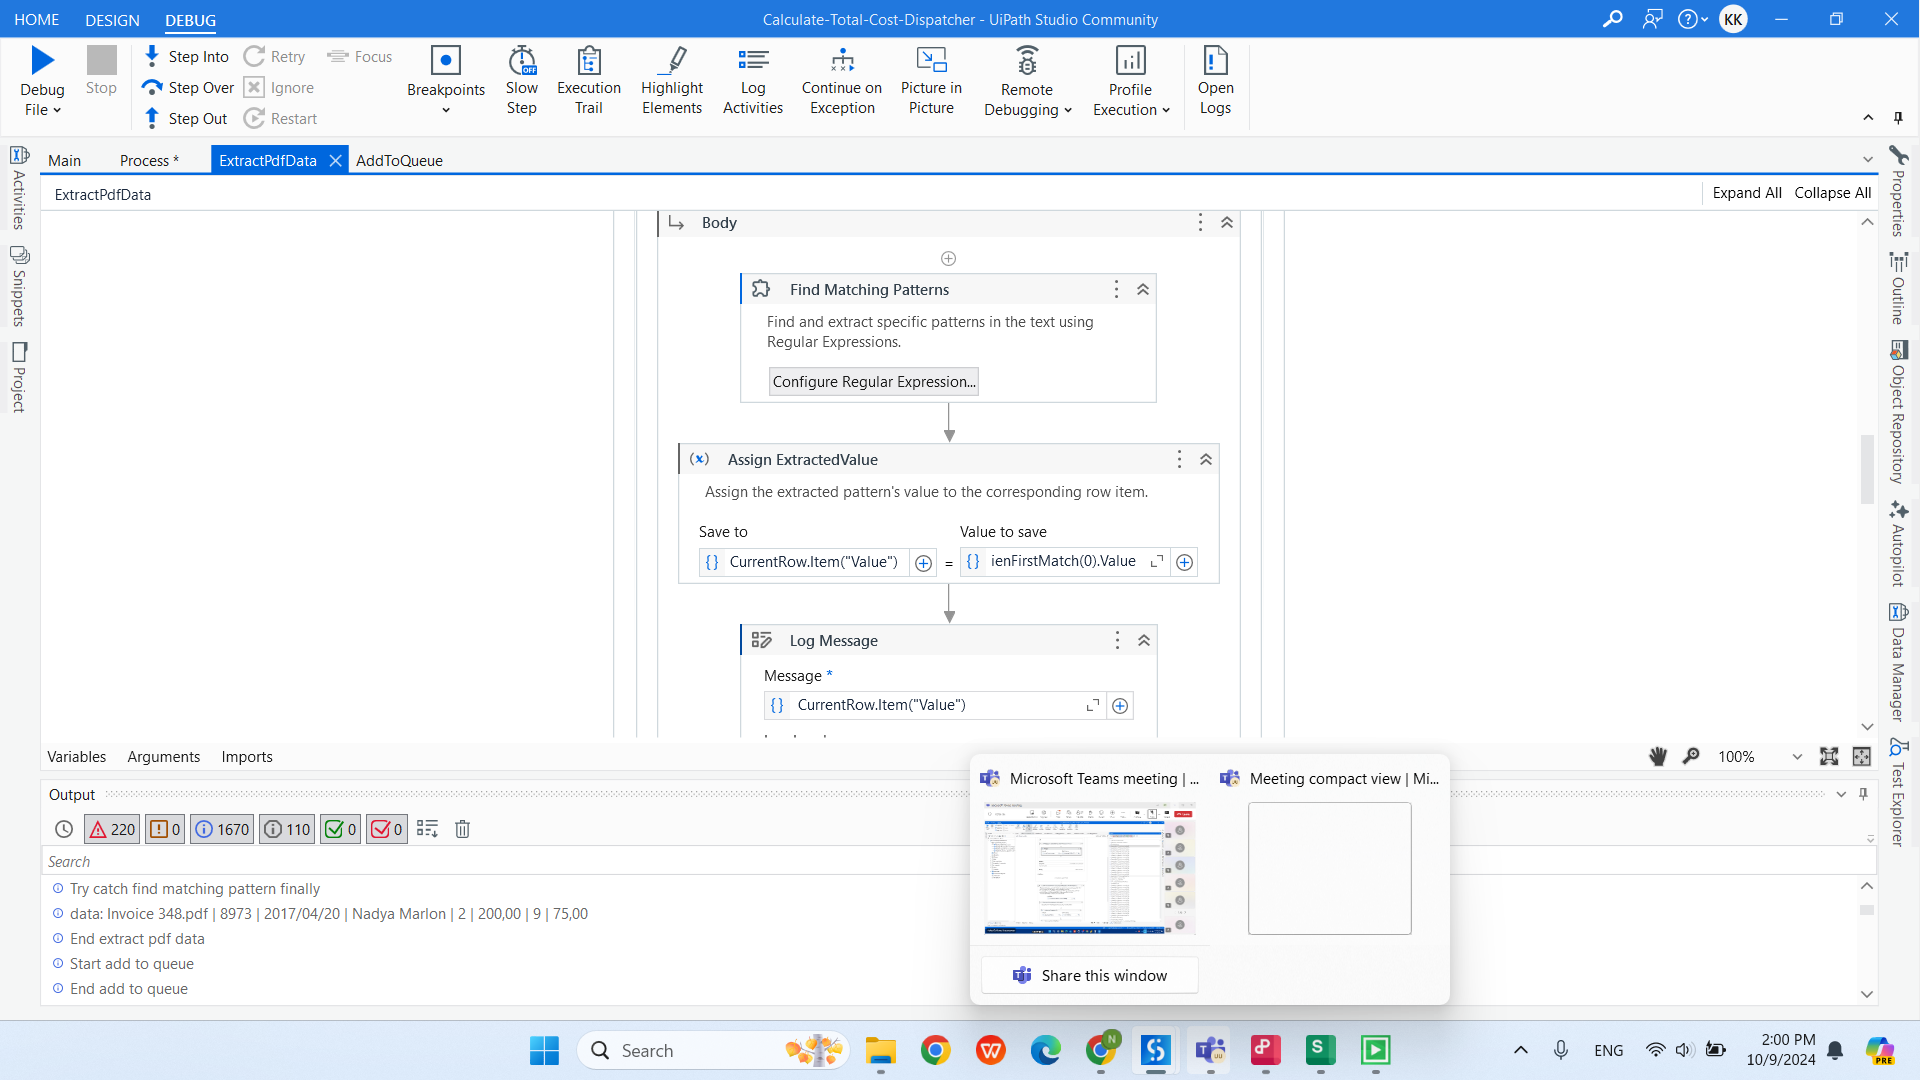 HOME DESIGN DEBUG
Calculate-Total-Cost-Dispatcher - UiPath Studio Community
KK
Debug File
Stop
Step Into
Step Over
Step Out
Retry
Ignore
Restart
Focus
Breakpoints
Slow Step
OFF
Execution Trail
Highlight Elements
Log Activities
Continue on Exception
Picture in Picture
Remote Debugging
Profile Execution
Open Logs
Main
Process *
ExtractPdfData
AddToQueue
ExtractPdfData
Expand All Collapse All
Activities
Snippets
Project
Properties
Outline
Object Repository
Autopilot
Data Manager
Test Explorer
Body
Find Matching Patterns
Find and extract specific patterns in the text using
Regular Expressions.
Configure Regular Expression...
Assign ExtractedValue
Assign the extracted pattern's value to the corresponding row item.
Save to
Value to save
CurrentRow.Item("Value")
=
ienFirstMatch(0).Value
Log Message
Message *
CurrentRow.Item("Value")
Variables Arguments Imports
100%
Output
220
0
1670
110
0
0
Search
Try catch find matching pattern finally
data: Invoice 348.pdf | 8973 | 2017/04/20 | Nadya Marlon | 2 | 200,00 | 9 | 75,00
End extract pdf data
Start add to queue
End add to queue
Microsoft Teams meeting | ...
Meeting compact view | Mi...
Share this window
Search
N
ENG
2:00 PM
10/9/2024
PRE